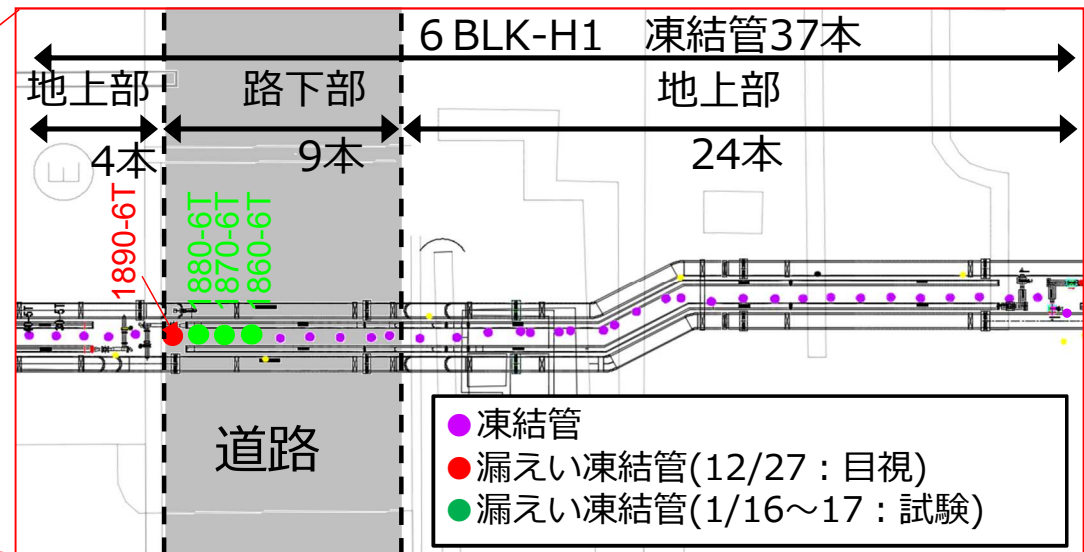 6 BLK-H1　凍結管37本
地上部
路下部
地上部
4本
9本
24本
E
1890-6T
1880-6T
1870-6T
1860-6T
道路
凍結管
漏えい凍結管(12/27：目視)
漏えい凍結管(1/16～17：試験)